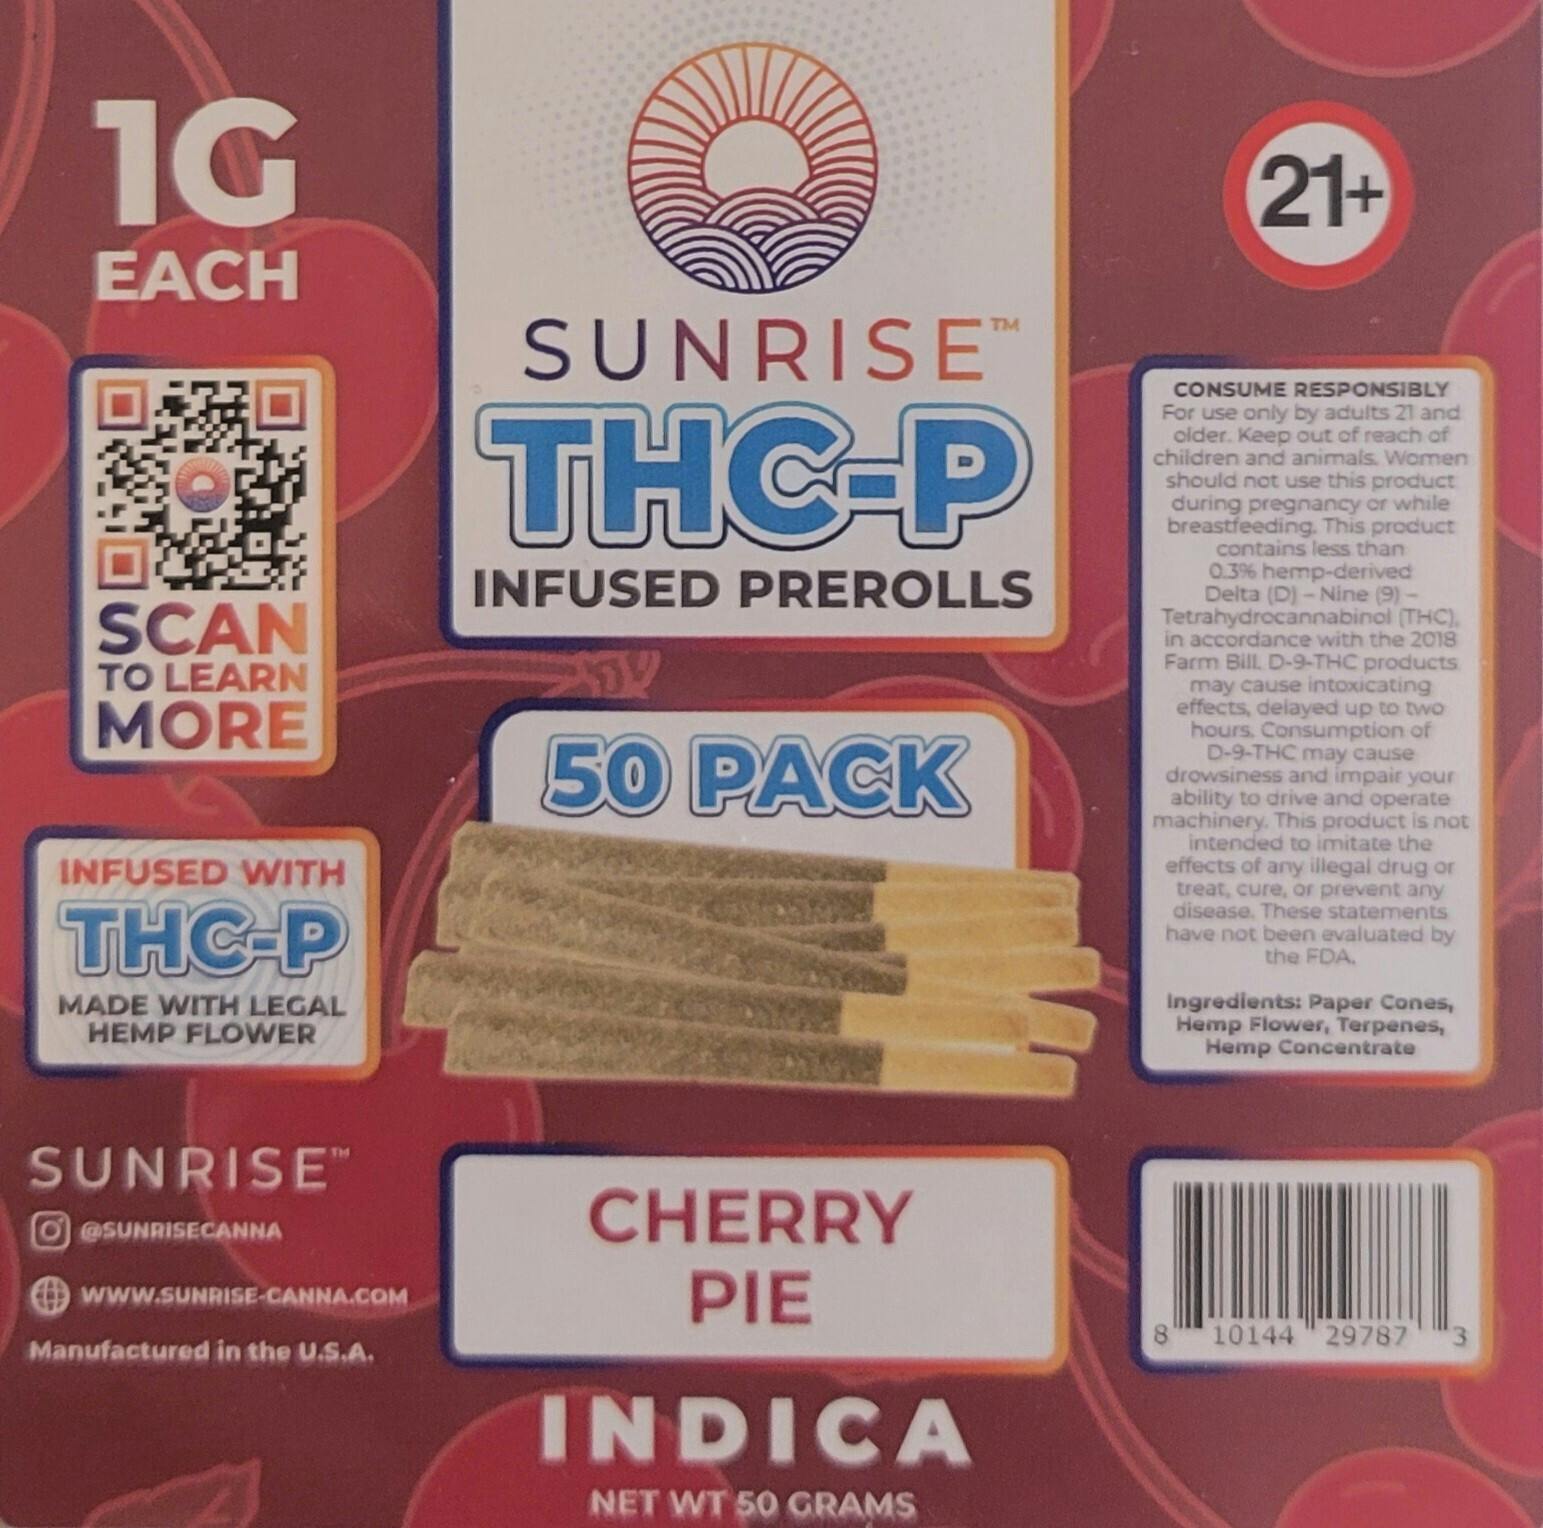 1G
EACH
SCAN
TO LEARN
MORE
INFUSED WITH
THC-P
MADE WITH LEGAL
HEMP FLOWER
SUNRISE™
@SUNRISECANNA
WWW.SUNRISE-CANNA.COM
Manufactured in the U.S.A.
SUNRISE™
THC-P
INFUSED PREROLLS
50 PACK
CHERRY
PIE
INDICA
NET WT 50 GRAMS
21+
CONSUME RESPONSIBLY
For use only by adults 21 and
older. Keep out of reach of
children and animals. Women
should not use this product
during pregnancy or while
breastfeeding. This product
contains less than
0.3% hemp-derived
Delta (D) – Nine (9) –
Tetrahydrocannabinol (THC),
in accordance with the 2018
Farm Bill. D-9-THC products
may cause intoxicating
effects, delayed up to two
hours. Consumption of
D-9-THC may cause
drowsiness and impair your
ability to drive and operate
machinery. This product is not
intended to imitate the
effects of any illegal drug or
treat, cure, or prevent any
disease. These statements
have not been evaluated by
the FDA.
Ingredients: Paper Cones,
Hemp Flower, Terpenes,
Hemp Concentrate
8 10144 29787 3